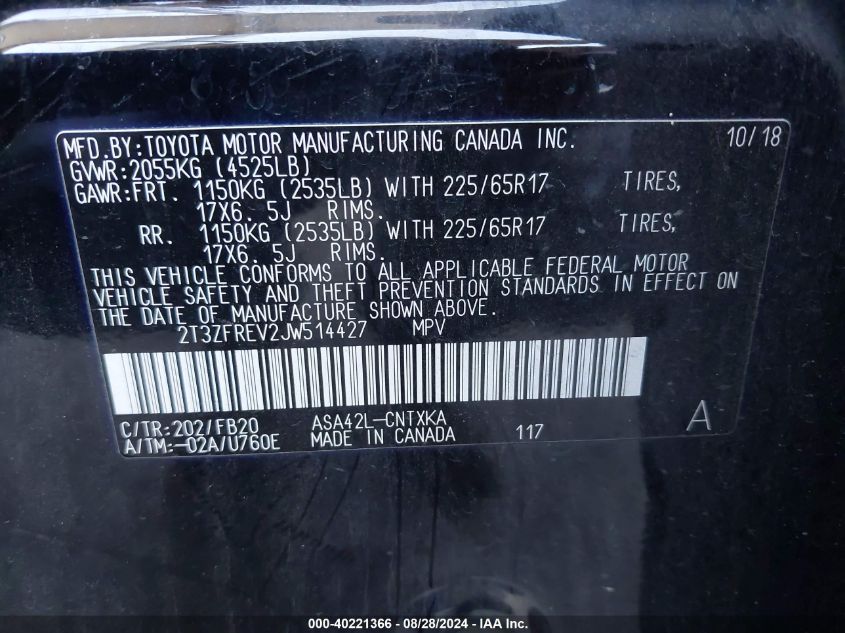 MFD.BY:TOYOTA MOTOR MANUFACTURING CANADA INC. 10/18
GVWR:2055KG (4525LB)
GAWR:FRT. 1150KG (2535LB) WITH 225/65R17 TIRES,
17X6. 5J RIMS.
RR. 1150KG (2535LB) WITH 225/65R17 TIRES,
17X6. 5J RIMS.
THIS VEHICLE CONFORMS TO ALL APPLICABLE FEDERAL MOTOR
VEHICLE SAFETY AND THEFT PREVENTION STANDARDS IN EFFECT ON
THE DATE OF MANUFACTURE SHOWN ABOVE.
2T3ZFREV2JW514427 MPV
C/TR:202/FB20 ASA42L-CNTXKA A
A/TM:-02A/U760E MADE IN CANADA 117
000-40221366 | 08/28/2024 | IAA Inc.